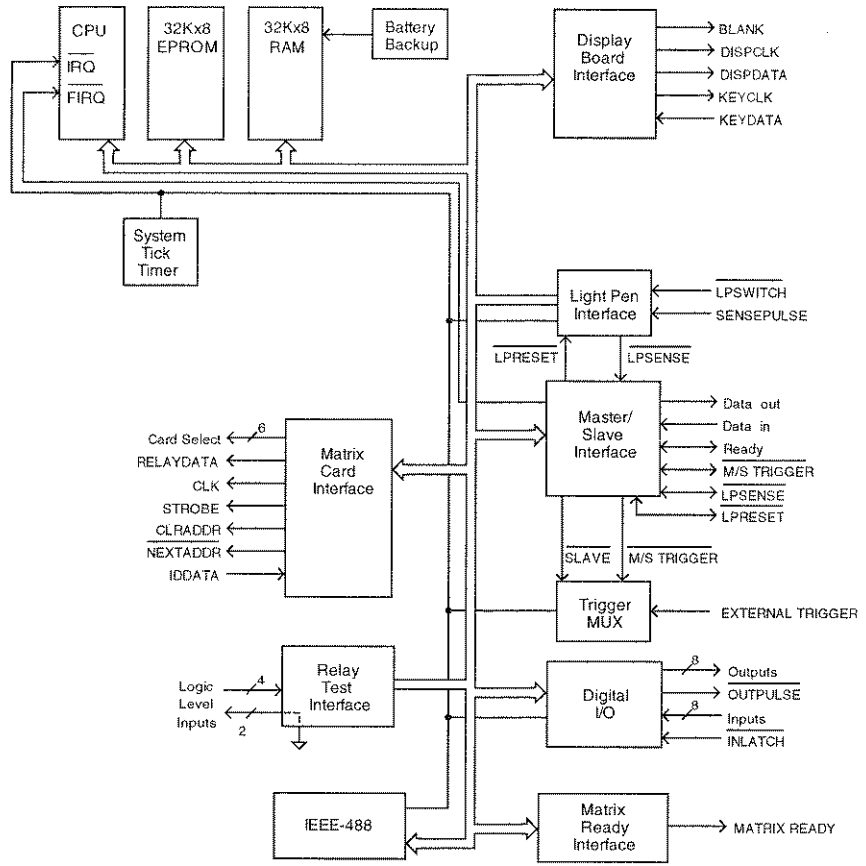 CPU
IRQ
FIRQ
32Kx8
EPROM
32Kx8
RAM
Battery
Backup
Display
Board
Interface
BLANK
DISPCLK
DISPDATA
KEYCLK
KEYDATA
System
Tick
Timer
Light Pen
Interface
LPSWITCH
SENSEPULSE
LPRESET
LPSENSE
Master/
Slave
Interface
Data out
Data in
Ready
M/S TRIGGER
LPSENSE
LPRESET
Card Select
6
RELAYDATA
CLK
STROBE
CLRADDR
NEXTADDR
IDDATA
Matrix
Card
Interface
SLAVE
M/S TRIGGER
Trigger
MUX
EXTERNAL TRIGGER
Logic
Level
Inputs
4
2
Relay
Test
Interface
Digital
I/O
8
Outputs
OUTPULSE
8
Inputs
INLATCH
IEEE-488
Matrix
Ready
Interface
MATRIX READY